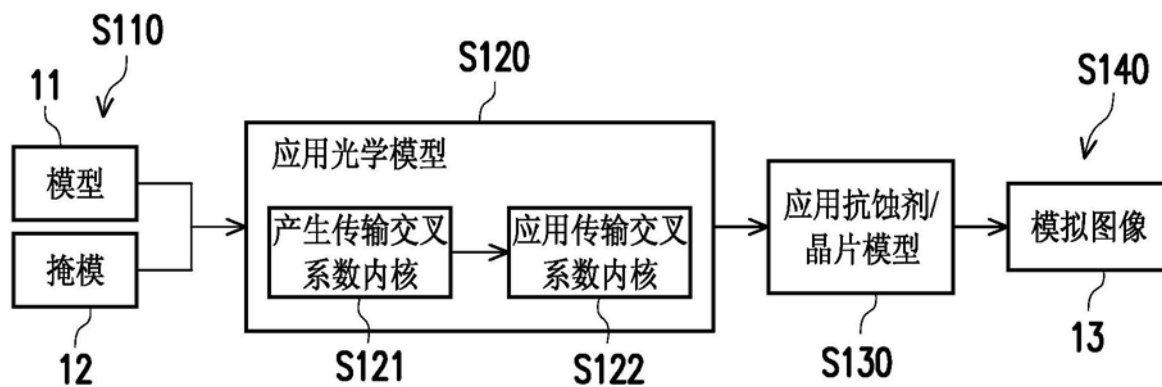 S110
11
模型
掩模
12
S120
应用光学模型
产生传输交叉
系数内核
应用传输交叉
系数内核
S121
S122
应用抗蚀剂/
晶片模型
S130
S140
模拟图像
13